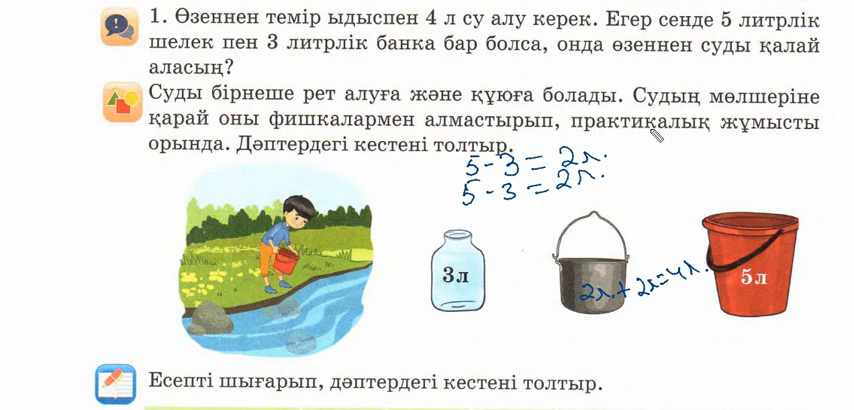 1. Өзеннен темір ыдыспен 4 л су алу керек. Егер сенде 5 литрлік
шелек пен 3 литрлік банка бар болса, онда өзеннен суды қалай
аласың?
Суды бірнеше рет алуға және құюға болады. Судың мөлшеріне
қарай оны фишкалармен алмастырып, практикалық жұмысты
орында. Дәптердегі кестені толтыр.
5 - 3 = 2л.
5 - 3 = 2л.
3л
2л. + 2л=4л.
5л
Есепті шығарып, дәптердегі кестені толтыр.